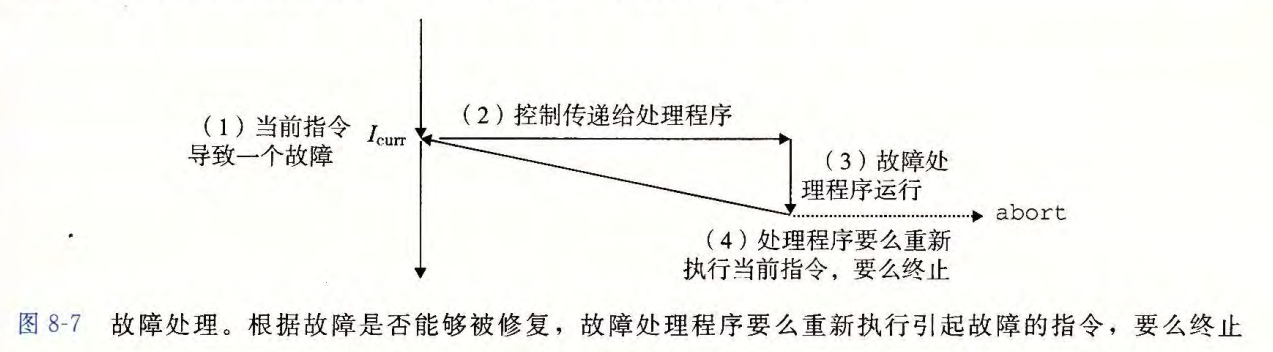 （1）当前指令
导致一个故障
Icurr
（2）控制传递给处理程序
（3）故障处
理程序运行
abort
（4）处理程序要么重新
执行当前指令，要么终止
图 8-7 故障处理。根据故障是否能够被修复，故障处理程序要么重新执行引起故障的指令，要么终止